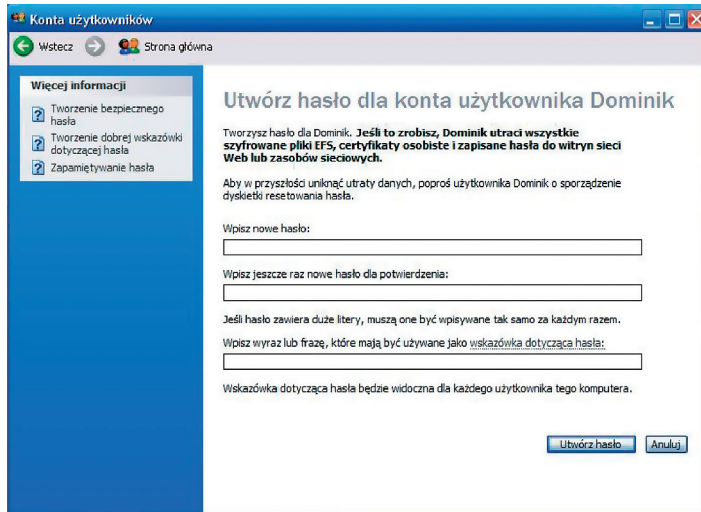 Konta użytkowników
Wstecz
Strona główna
Więcej informacji
Tworzenie bezpiecznego
hasła
Tworzenie dobrej wskazówki
dotyczącej hasła
Zapamiętywanie hasła
Utwórz hasło dla konta użytkownika Dominik
Tworzysz hasło dla Dominik. Jeśli to zrobisz, Dominik utraci wszystkie
szyfrowane pliki EFS, certyfikaty osobiste i zapisane hasła do witryn sieci
Web lub zasobów sieciowych.
Aby w przyszłości uniknąć utraty danych, poproś użytkownika Dominik o sporządzenie
dyskietki resetowania hasła.
Wpisz nowe hasło:
Wpisz jeszcze raz nowe hasło dla potwierdzenia:
Jeśli hasło zawiera duże litery, muszą one być wpisywane tak samo za każdym razem.
Wpisz wyraz lub frazę, które mają być używane jako wskazówka dotycząca hasła:
Wskazówka dotycząca hasła będzie widoczna dla każdego użytkownika tego komputera.
Utwórz hasło
Anuluj